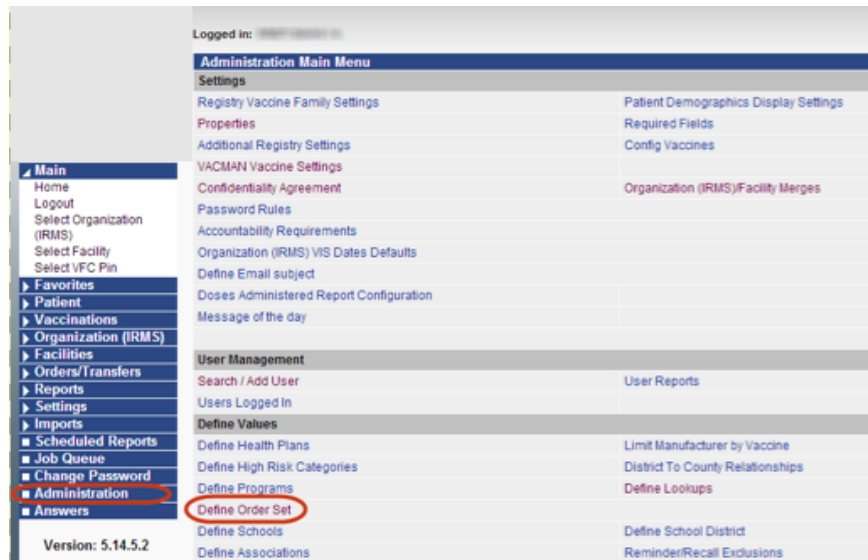 Logged in:
Administration Main Menu
Settings
Registry Vaccine Family Settings Patient Demographics Display Settings
Properties Required Fields
Additional Registry Settings Config Vaccines
VACMAN Vaccine Settings
Confidentiality Agreement Organization (IRMS)/Facility Merges
Password Rules
Accountability Requirements
Organization (IRMS) VIS Dates Defaults
Define Email subject
Doses Administered Report Configuration
Message of the day
User Management
Search / Add User User Reports
Users Logged In
Define Values
Define Health Plans Limit Manufacturer by Vaccine
Define High Risk Categories District To County Relationships
Define Programs Define Lookups
Define Order Set
Define Schools Define School District
Define Associations Reminder/Recall Exclusions
Main
Home
Logout
Select Organization
(IRMS)
Select Facility
Select VFC Pin
Favorites
Patient
Vaccinations
Organization (IRMS)
Facilities
Orders/Transfers
Reports
Settings
Imports
Scheduled Reports
Job Queue
Change Password
Administration
Answers
Version: 5.14.5.2